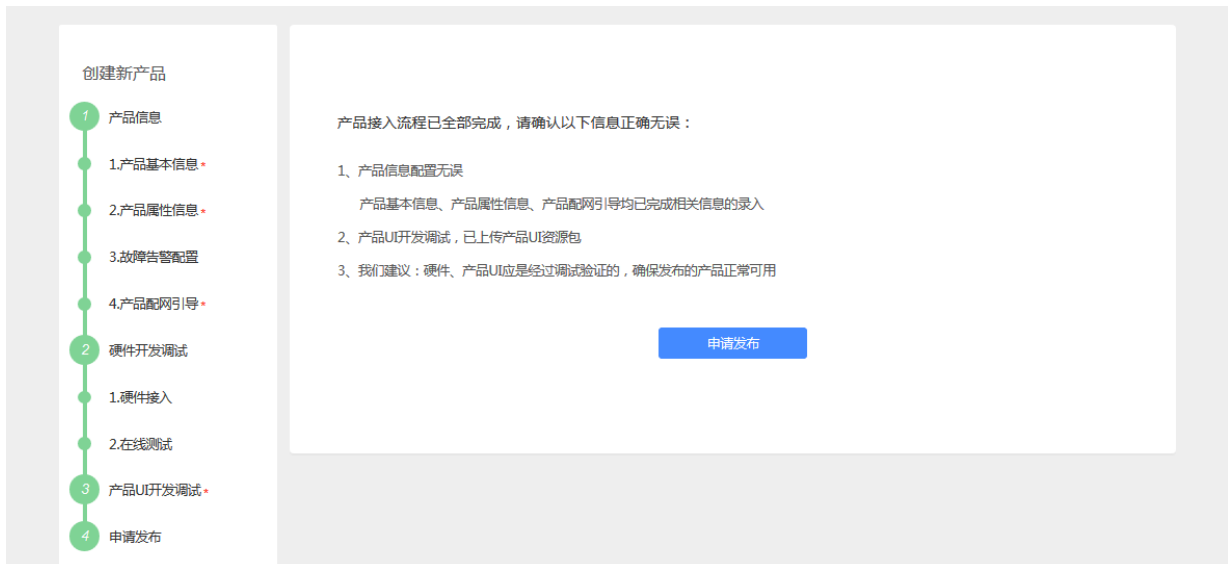 创建新产品
1 产品信息
1.产品基本信息*
2.产品属性信息*
3.故障告警配置
4.产品配网引导*
2 硬件开发调试
1.硬件接入
2.在线测试
3 产品UI开发调试*
4 申请发布
产品接入流程已全部完成，请确认以下信息正确无误：
1、产品信息配置无误
产品基本信息、产品属性信息、产品配网引导均已完成相关信息的录入
2、产品UI开发调试，已上传产品UI资源包
3、我们建议：硬件、产品UI应是经过调试验证的，确保发布的产品正常可用
申请发布